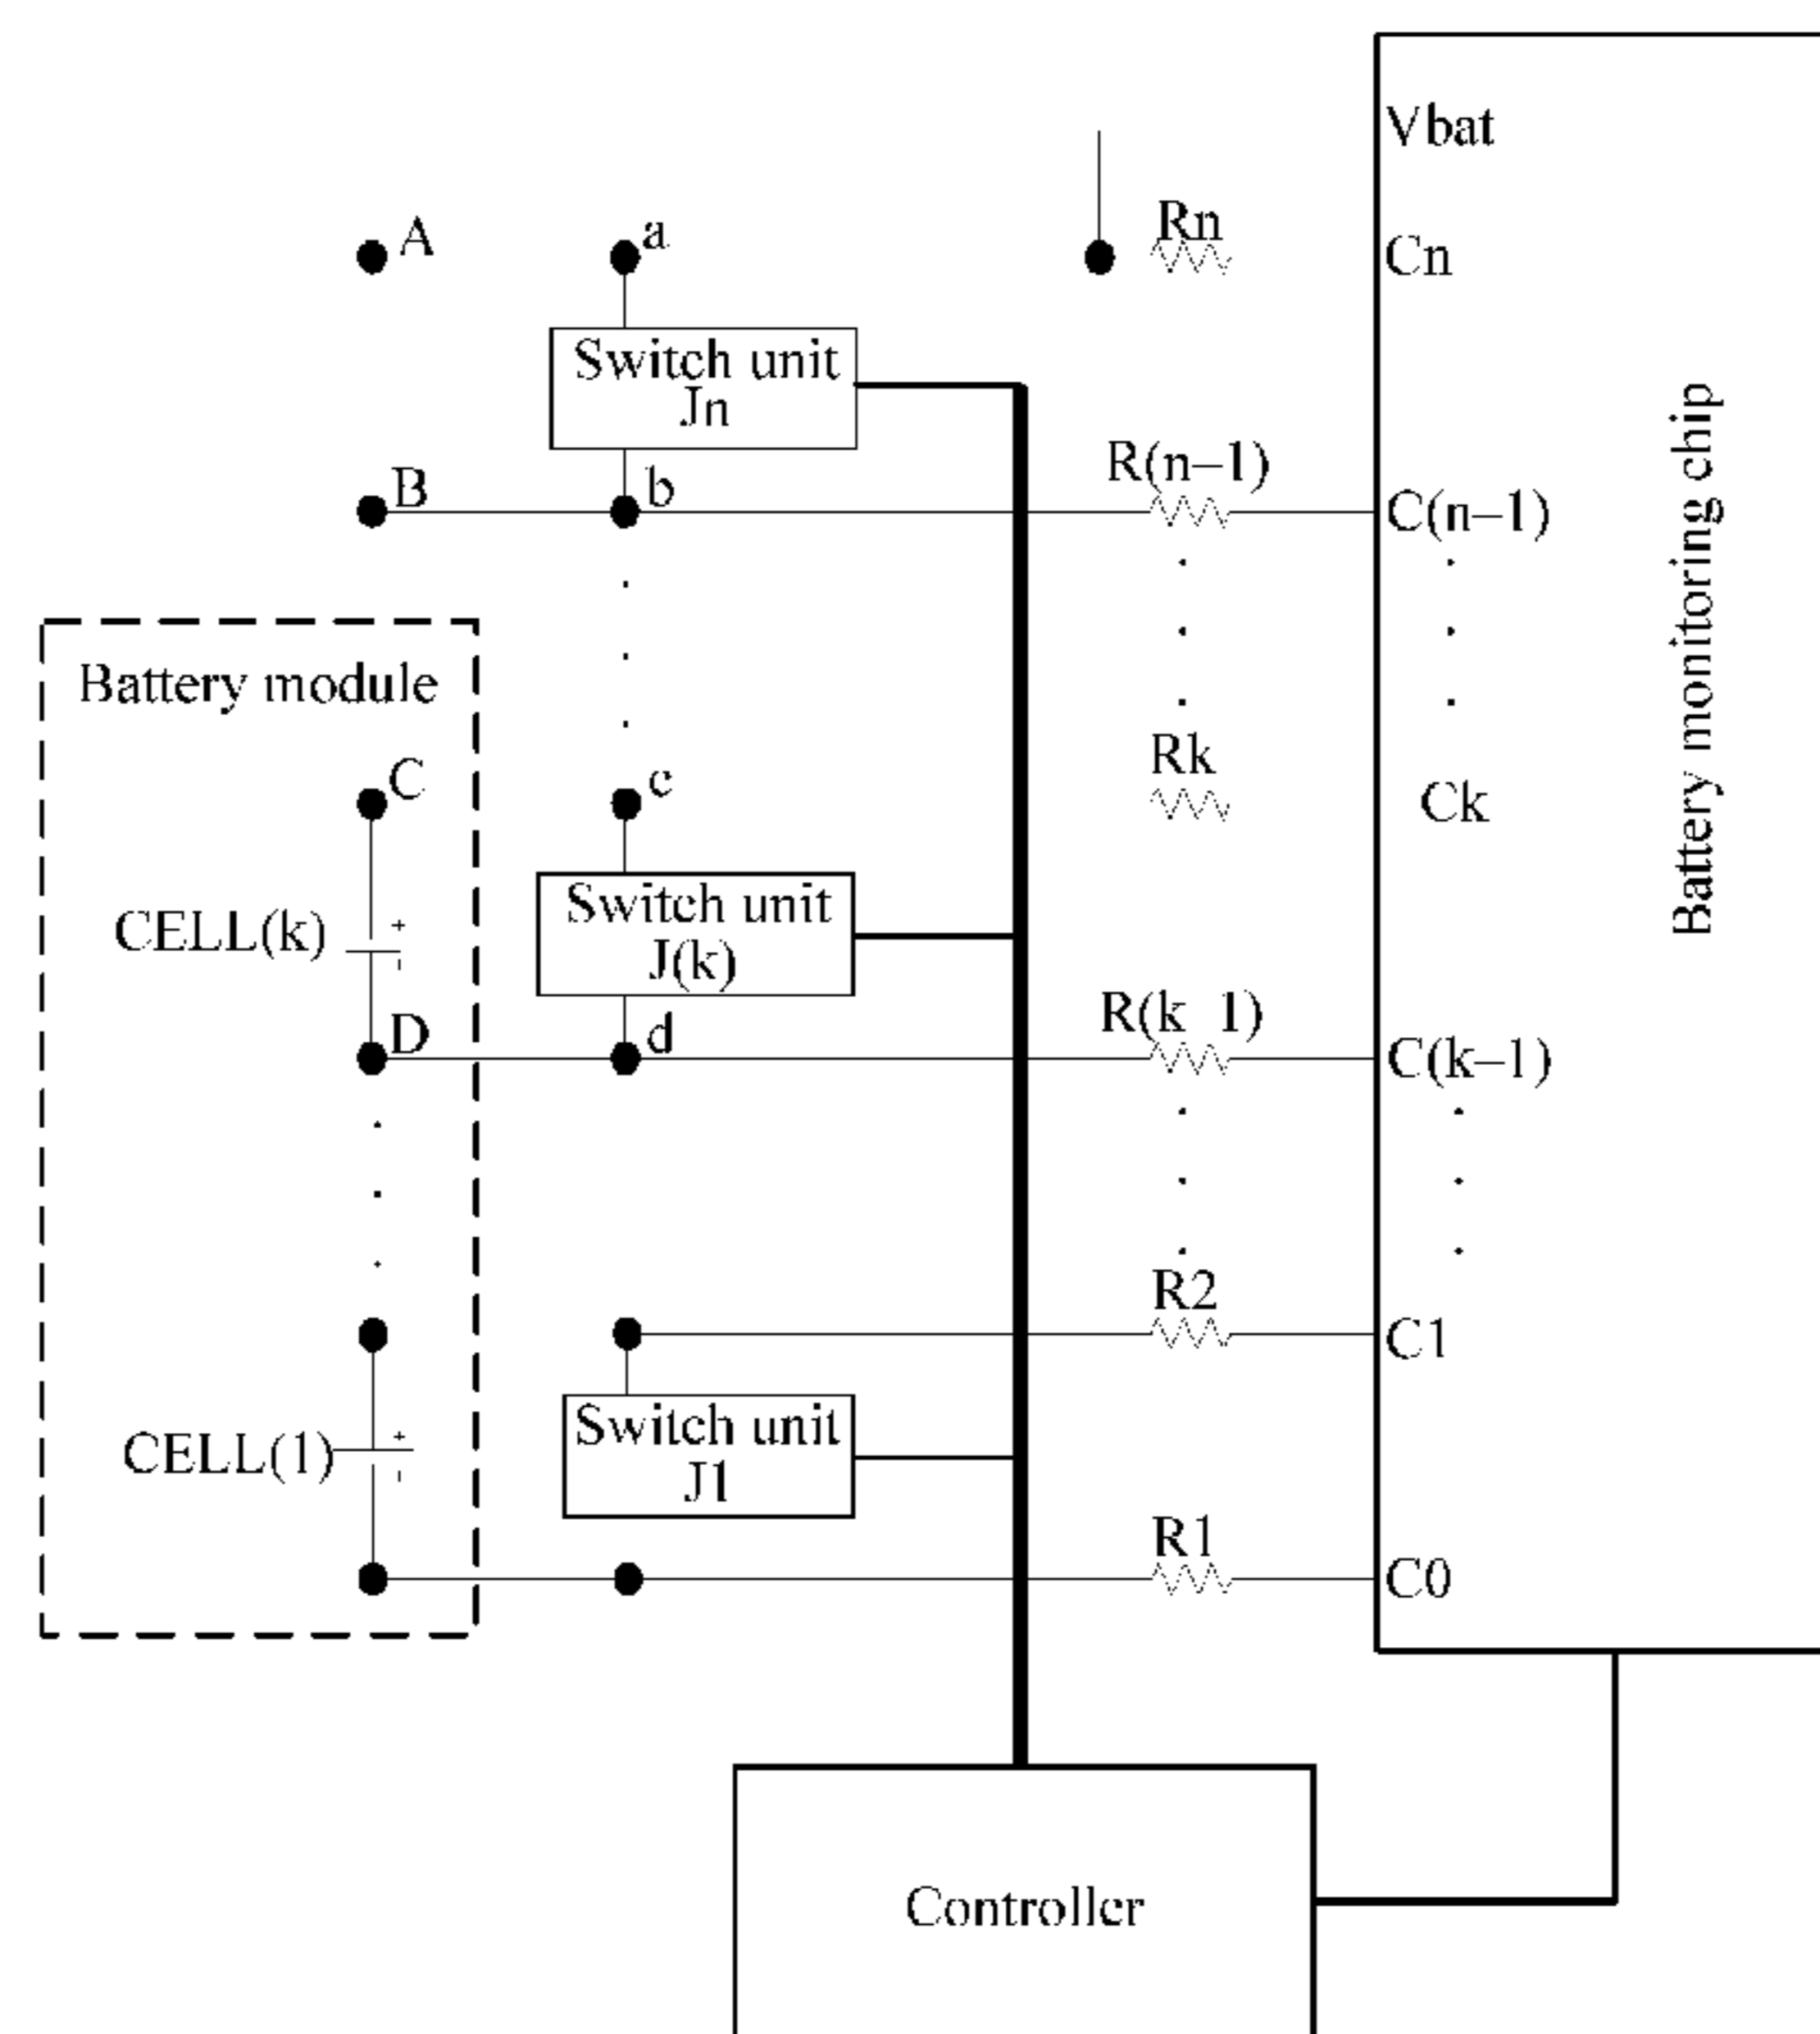 Vbat
A
a
Rn
Cn
Switch unit
Jn
B
b
R(n–1)
C(n–1)
Battery monitoring chip
Battery module
C
c
Rk
Ck
CELL(k)
+
-
Switch unit
J(k)
D
d
R(k 1)
C(k–1)
R2
C1
CELL(1)
+
-
Switch unit
J1
R1
C0
Controller